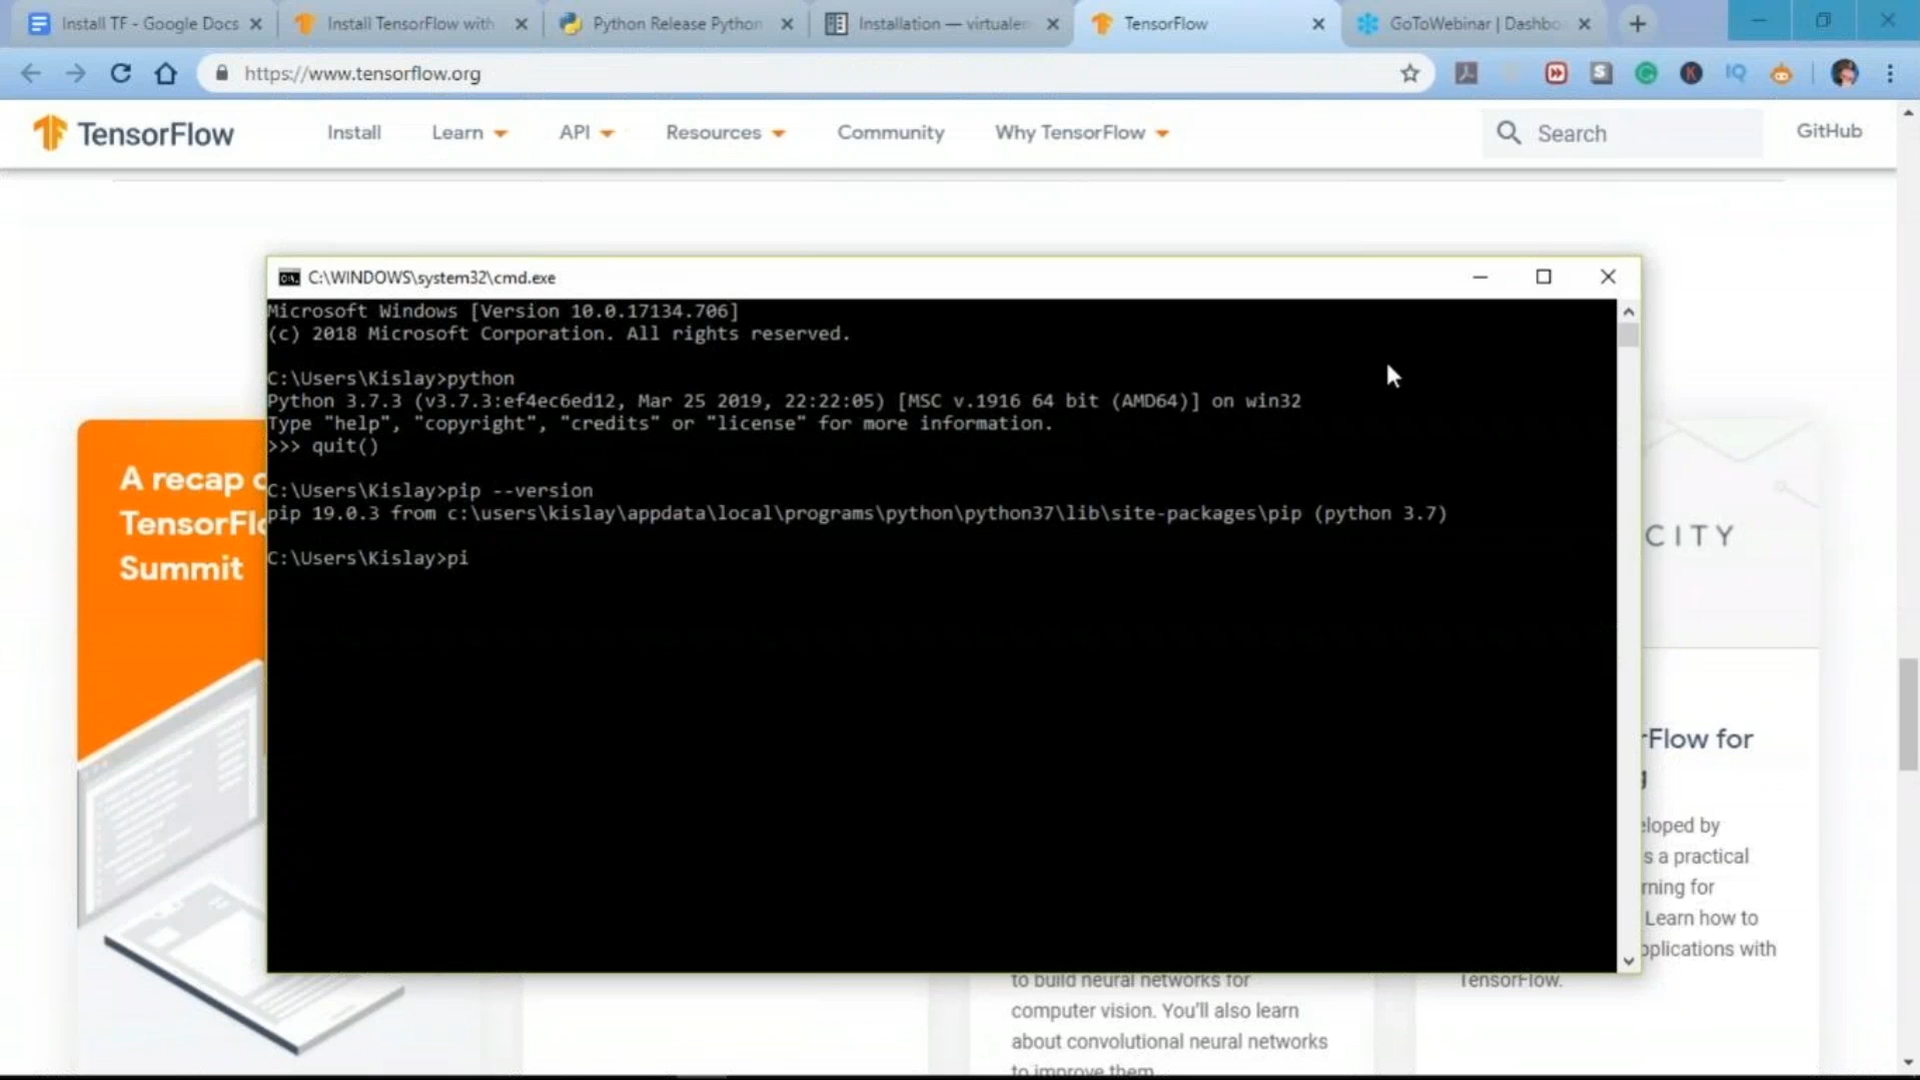 Install TF - Google Docs
Install TensorFlow with
Python Release Python
Installation — virtualen
TensorFlow
GoToWebinar | Dashbo
https://www.tensorflow.org
TensorFlow
Install
Learn
API
Resources
Community
Why TensorFlow
Search
GitHub
C:\WINDOWS\system32\cmd.exe
Microsoft Windows [Version 10.0.17134.706]
(c) 2018 Microsoft Corporation. All rights reserved.
C:\Users\Kislay>python
Python 3.7.3 (v3.7.3:ef4ec6ed12, Mar 25 2019, 22:22:05) [MSC v.1916 64 bit (AMD64)] on win32
Type "help", "copyright", "credits" or "license" for more information.
>>> quit()
C:\Users\Kislay>pip --version
pip 19.0.3 from c:\users\kislay\appdata\local\programs\python\python37\lib\site-packages\pip (python 3.7)
C:\Users\Kislay>pi
A recap
TensorFlo
Summit
CITY
rFlow for
eloped by
s a practical
rning for
Learn how to
pplications with
TensorFlow.
to build neural networks for
computer vision. You'll also learn
about convolutional neural networks
to improve them